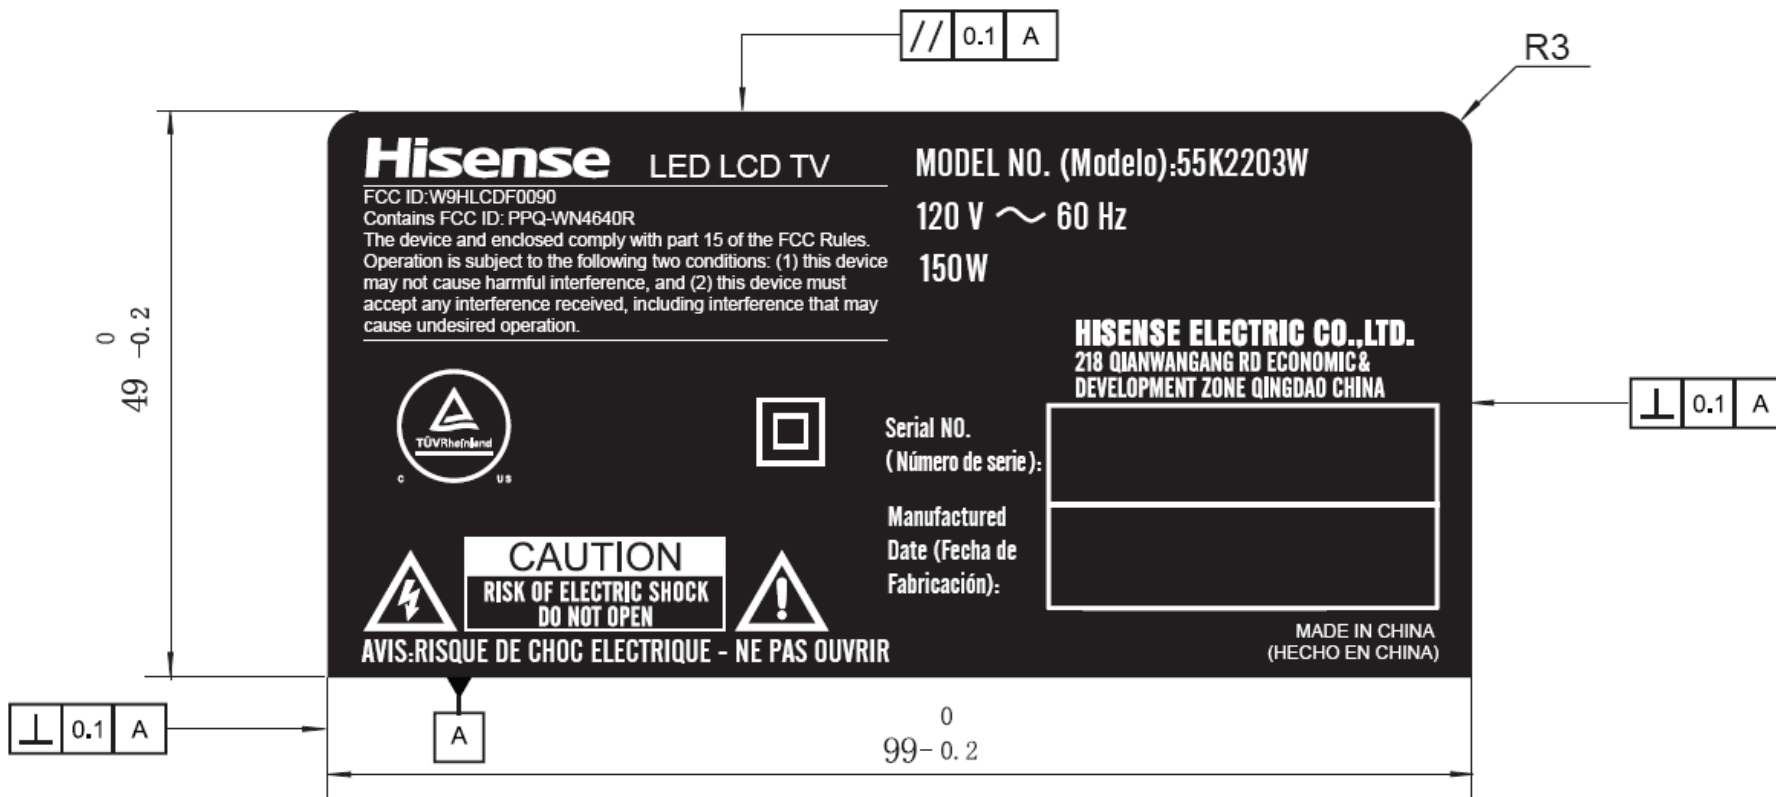 // 0.1 A
R3
Hisense LED LCD TV
FCC ID:W9HLCDF0090
Contains FCC ID: PPQ-WN4640R
The device and enclosed comply with part 15 of the FCC Rules.
Operation is subject to the following two conditions: (1) this device
may not cause harmful interference, and (2) this device must
accept any interference received, including interference that may
cause undesired operation.
MODEL NO. (Modelo):55K2203W
120 V ～ 60 Hz
150W
HISENSE ELECTRIC CO.,LTD.
218 QIANWANGANG RD ECONOMIC&
DEVELOPMENT ZONE QINGDAO CHINA
0
49 -0.2
TÜVRheinland
C US
Serial NO.
(Número de serie):
⊥ 0.1 A
Manufactured
Date (Fecha de
Fabricación):
CAUTION
RISK OF ELECTRIC SHOCK
DO NOT OPEN
AVIS:RISQUE DE CHOC ELECTRIQUE - NE PAS OUVRIR
MADE IN CHINA
(HECHO EN CHINA)
⊥ 0.1 A
A
0
99-0.2